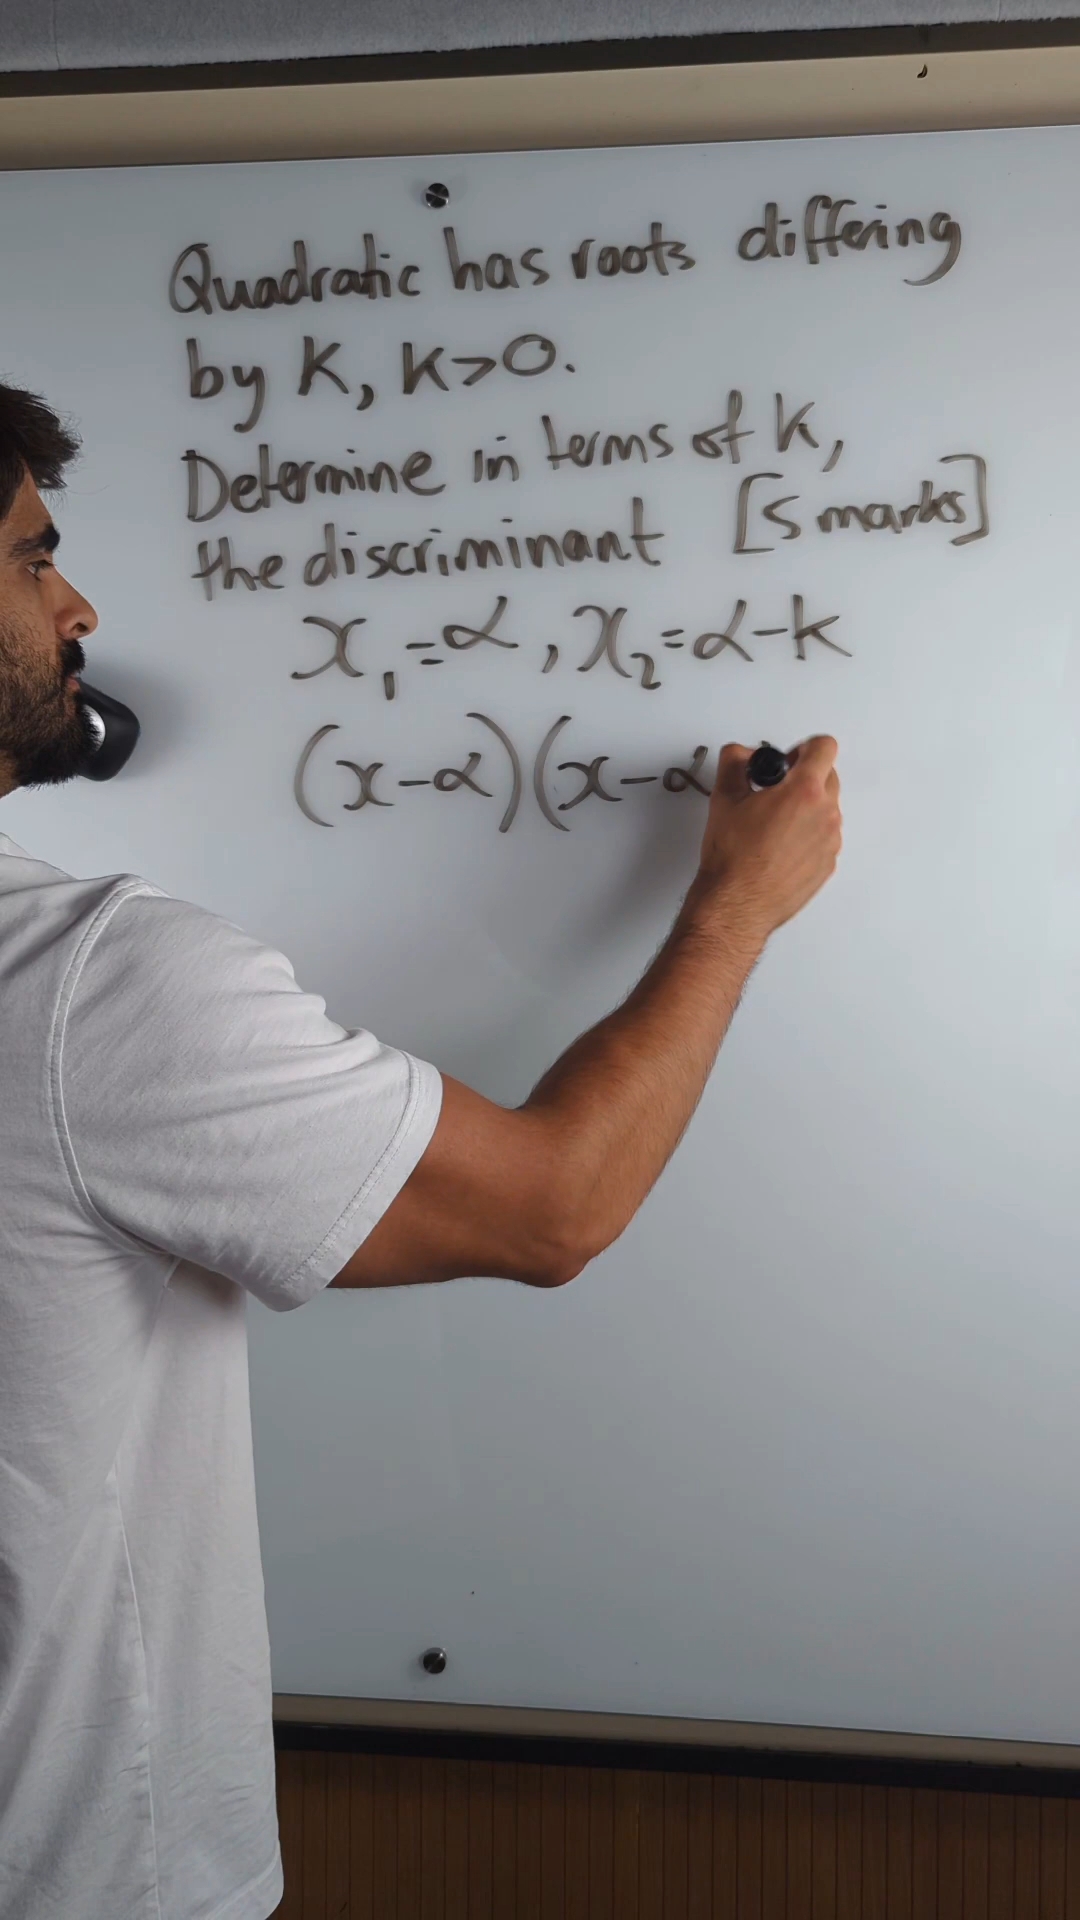 Quadratic has roots differing
by K, K>0.
Determine in terms of K,
the discriminant [5 marks]
x₁=α, x₂=α-k
(x-α)(x-α